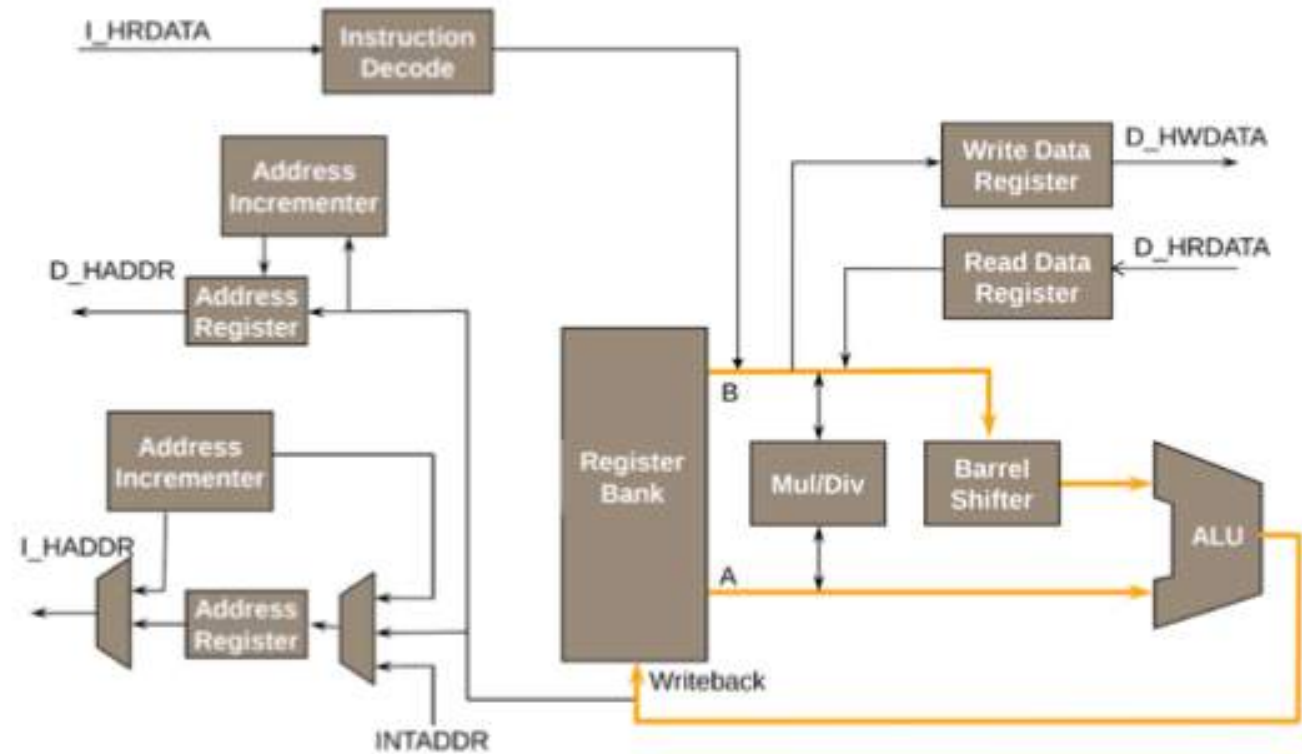 I_HRDATA
Instruction
Decode
Address
Incrementer
Write Data
Register
D_HWDATA
D_HADDR
Address
Register
Read Data
Register
D_HRDATA
B
Address
Incrementer
Register
Bank
Mul/Div
Barrel
Shifter
ALU
I_HADDR
A
Address
Register
Writeback
INTADDR